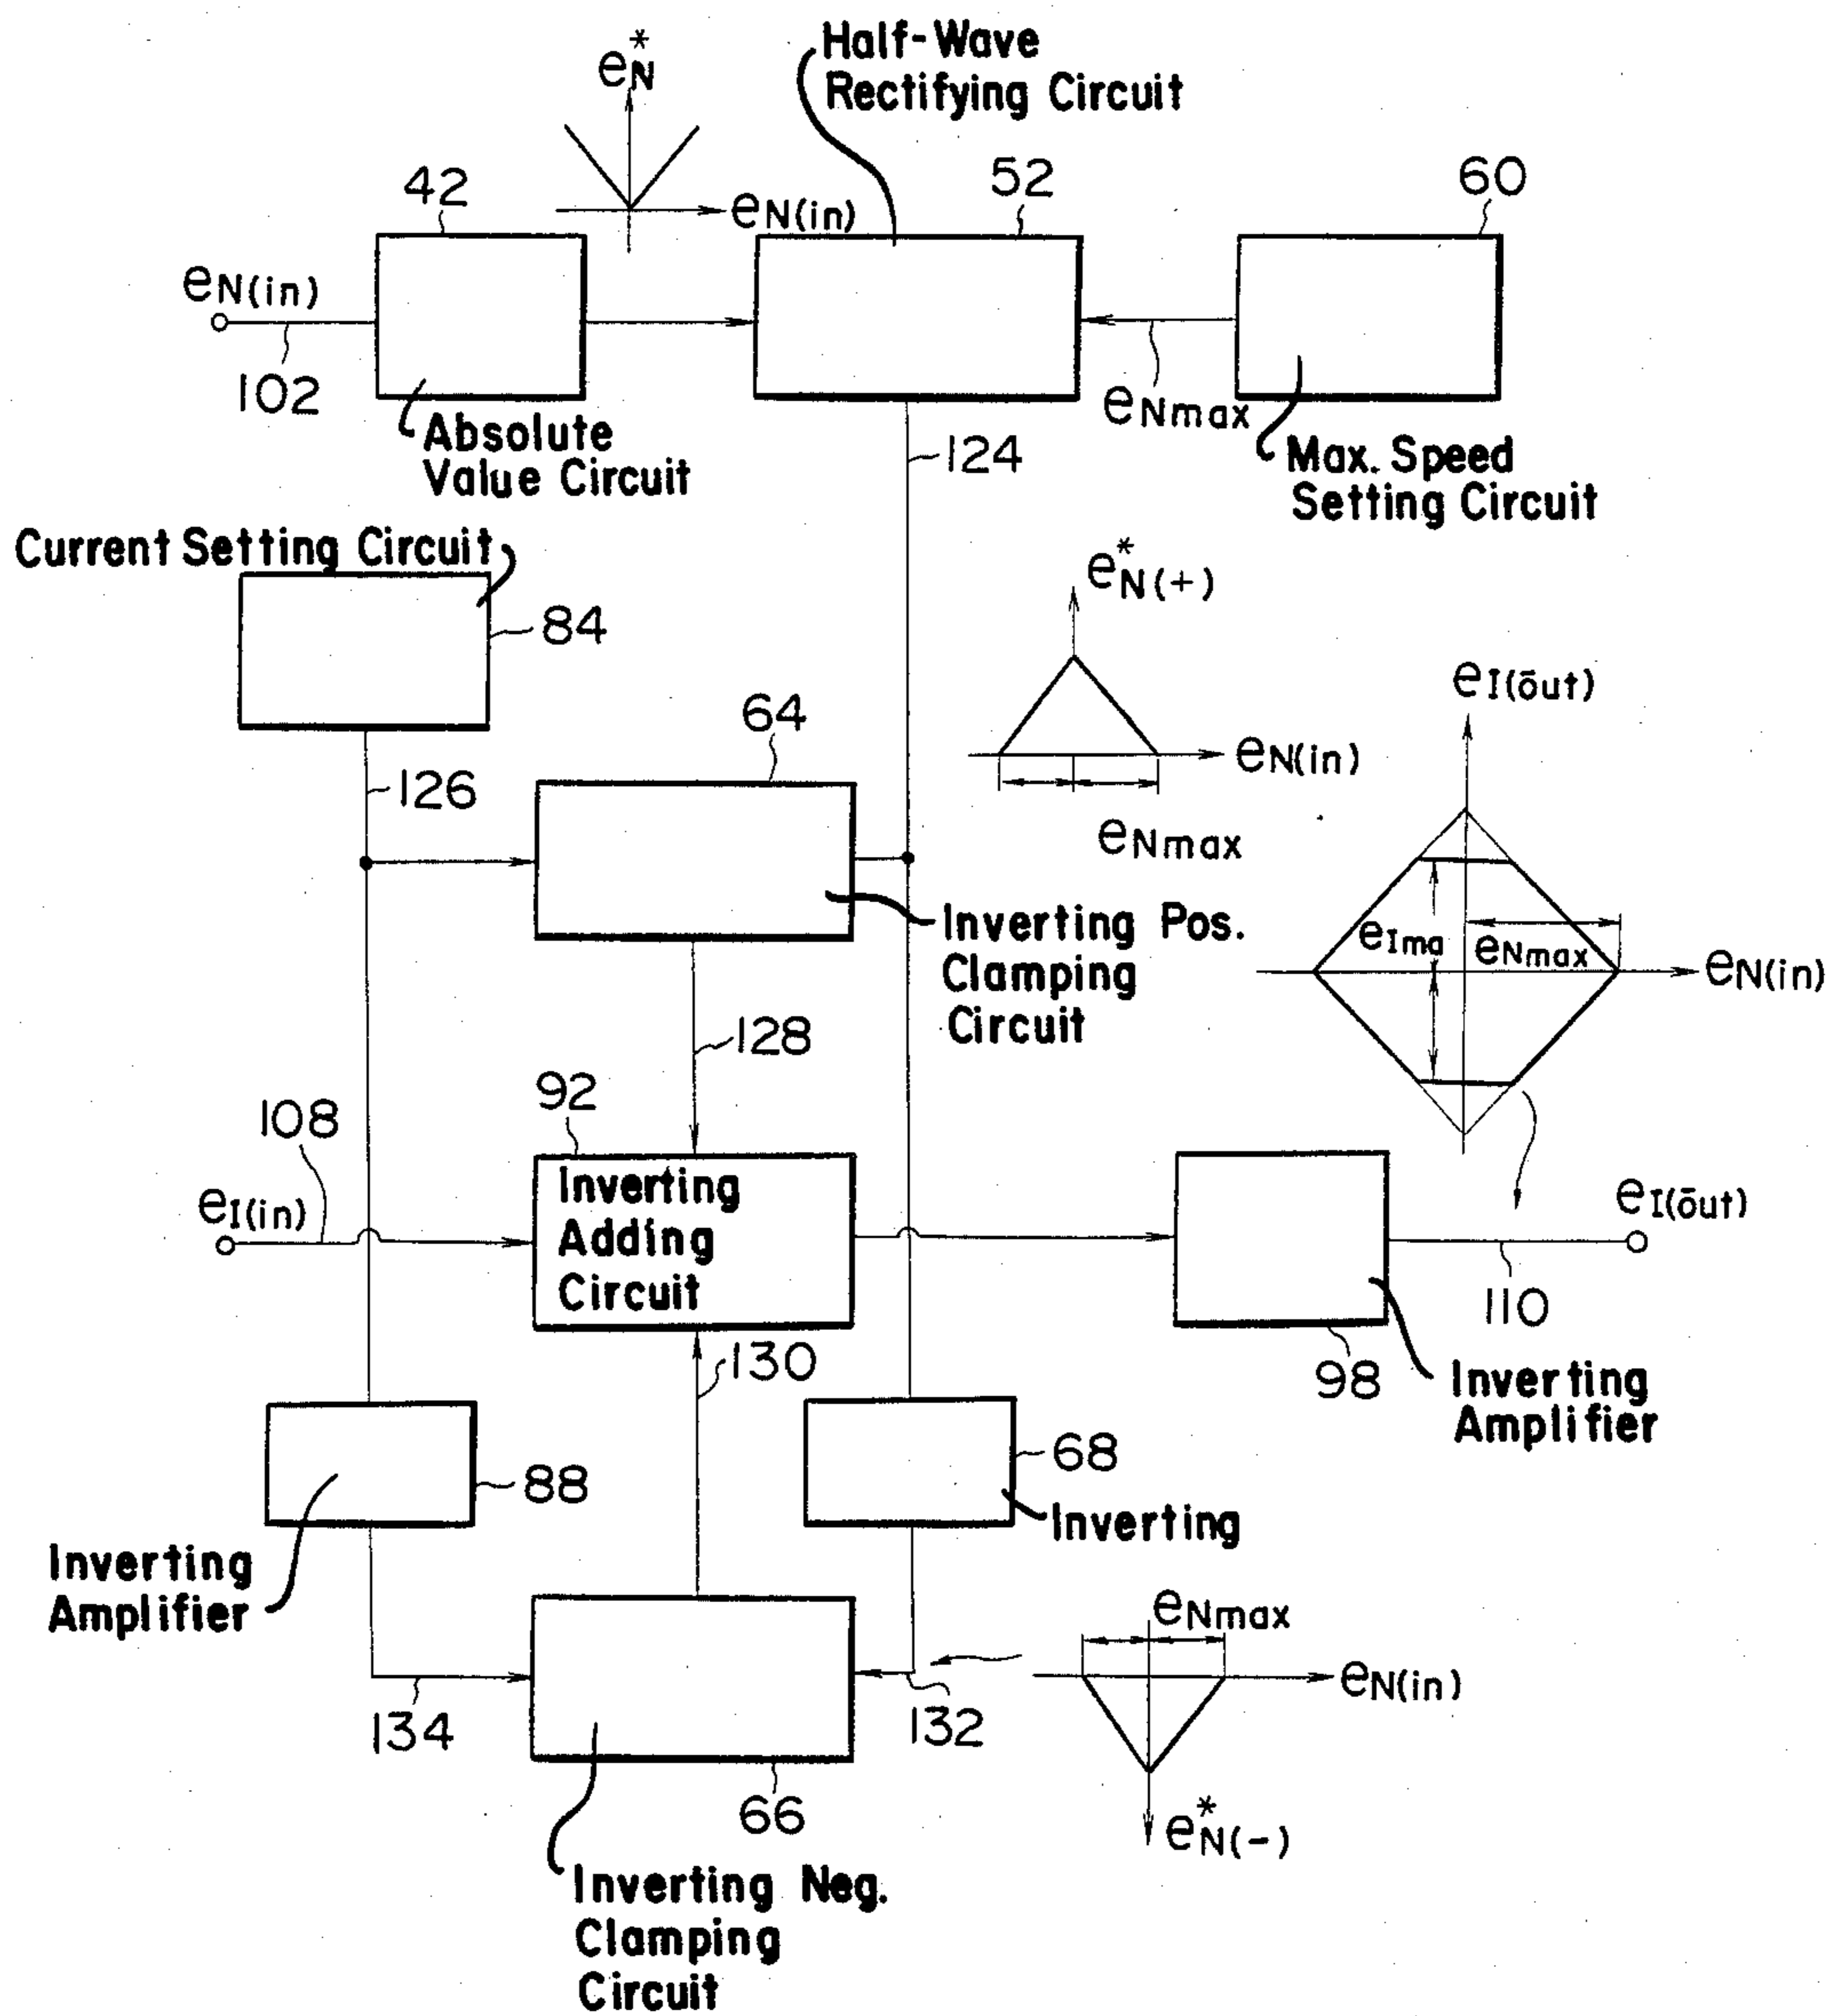 e*N
Half-Wave
Rectifying Circuit
42
52
60
eN(in)
eN(in)
102
eNmax
Absolute
Value Circuit
124
Max. Speed
Setting Circuit
Current Setting Circuit
84
e*N(+)
64
eI(ōut)
126
eN(in)
eNmax
Inverting Pos.
Clamping
Circuit
eIma
eNmax
eN(in)
128
92
108
Inverting
Adding
Circuit
eI(in)
eI(ōut)
110
130
98
Inverting
Amplifier
88
68
Inverting
Inverting
Amplifier
eNmax
eN(in)
134
132
66
e*N(-)
Inverting Neg.
Clamping
Circuit